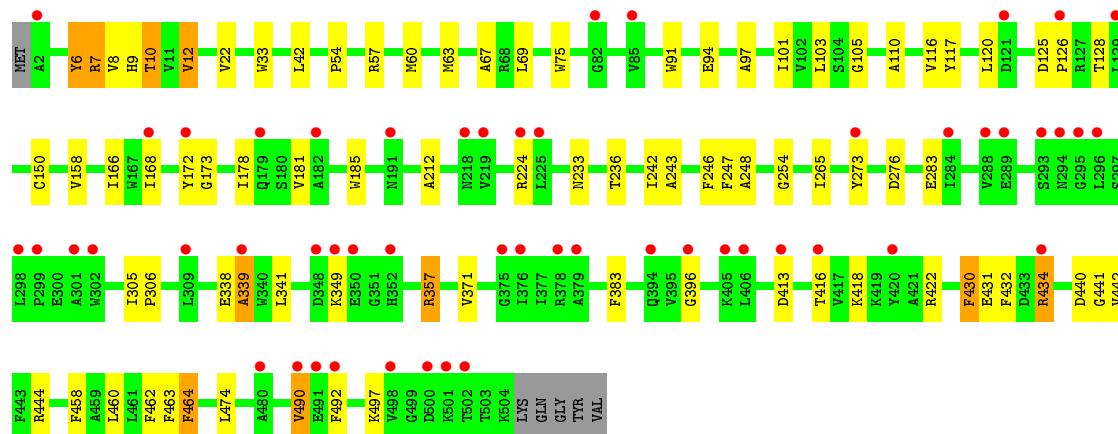 MET A2 Y6 R7 V8 H9 T10 V11 V12 V22 W33 L42 P54 R57 M60 M63 A67 R68 L69 W75 G82 V85 W91 E94 A97 I101 V102 L103 S104 G105 A110 V116 Y117 L120 D121 D125 P126 R127 T128 L129
C150 V158 I166 W167 I168 Y172 G173 I178 Q179 S180 V181 A182 W185 N191 A212 N218 V219 R224 L225 N233 T236 I242 A243 F246 F247 A248 G254 I265 Y273 D276 E283 I284 V288 E289 S293 N294 G295 L296 S297
L298 P299 E300 A301 W302 I305 P306 L309 E338 A339 W340 L341 D348 K349 E350 G351 H352 R357 V371 G375 I376 I377 R378 A379 F383 Q394 V395 G396 K405 L406 D413 T416 V417 K418 K419 Y420 A421 R422 F430 E431 F432 D433 R434 D440 G441
F443 R444 F458 A459 L460 L461 F462 F463 F464 L474 A480 V490 E491 F492 K497 V498 G499 D500 K501 T502 T503 K504 LYS GLN GLY TYR VAL